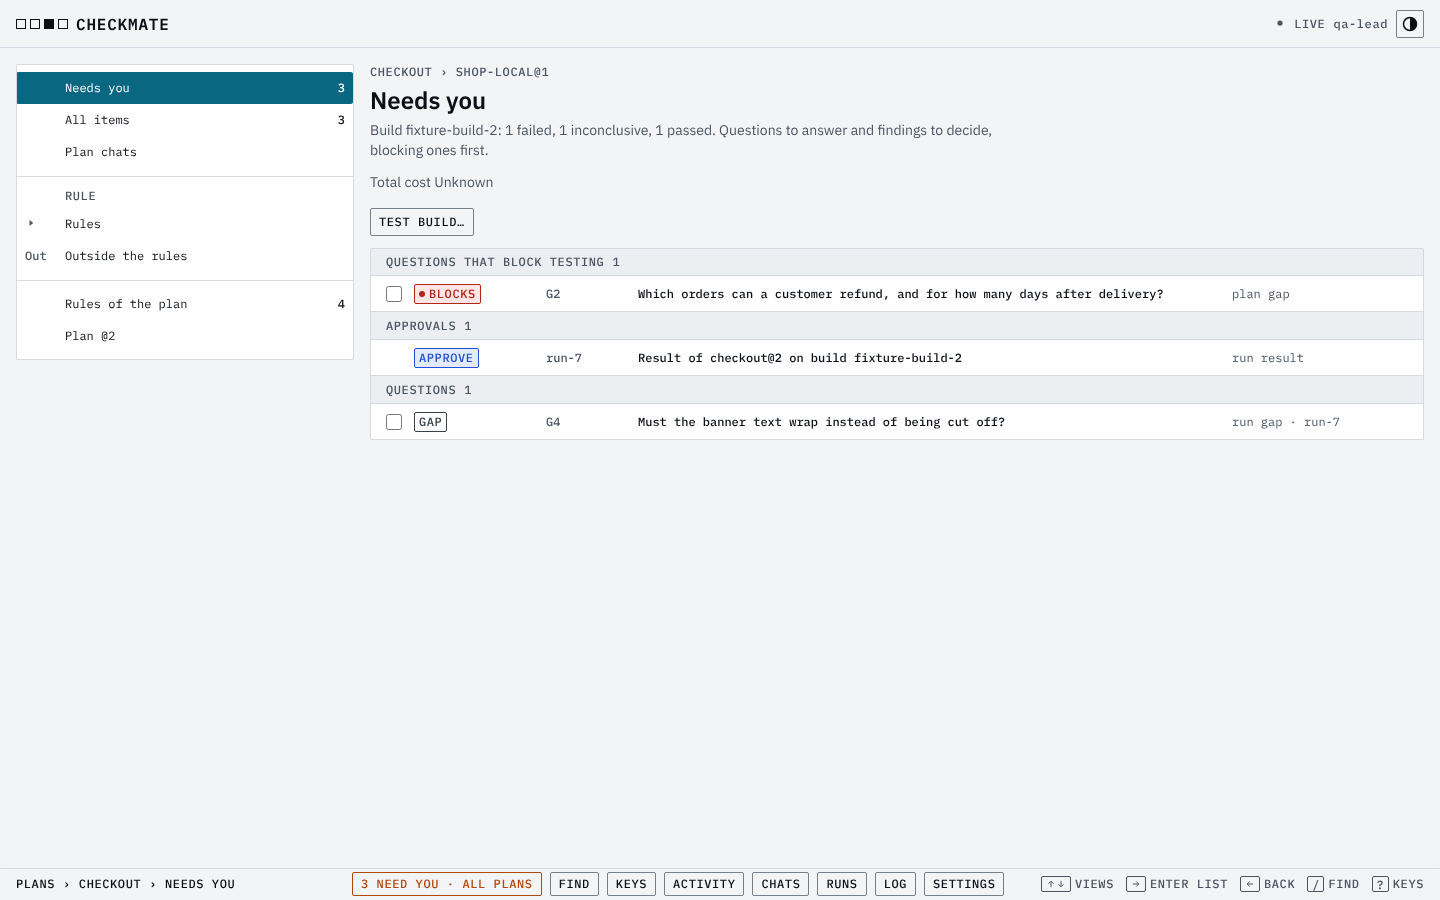 CHECKMATE
LIVE qa-lead
Needs you 3
All items 3
Plan chats
RULE
Rules
Out Outside the rules
Rules of the plan 4
Plan @2
CHECKOUT › SHOP-LOCAL@1
Needs you
Build fixture-build-2: 1 failed, 1 inconclusive, 1 passed. Questions to answer and findings to decide,
blocking ones first.
Total cost Unknown
TEST BUILD…
QUESTIONS THAT BLOCK TESTING 1
BLOCKS G2 Which orders can a customer refund, and for how many days after delivery? plan gap
APPROVALS 1
APPROVE run-7 Result of checkout@2 on build fixture-build-2 run result
QUESTIONS 1
GAP G4 Must the banner text wrap instead of being cut off? run gap · run-7
PLANS › CHECKOUT › NEEDS YOU 3 NEED YOU · ALL PLANS FIND KEYS ACTIVITY CHATS RUNS LOG SETTINGS ↑↓ VIEWS → ENTER LIST ← BACK / FIND ? KEYS